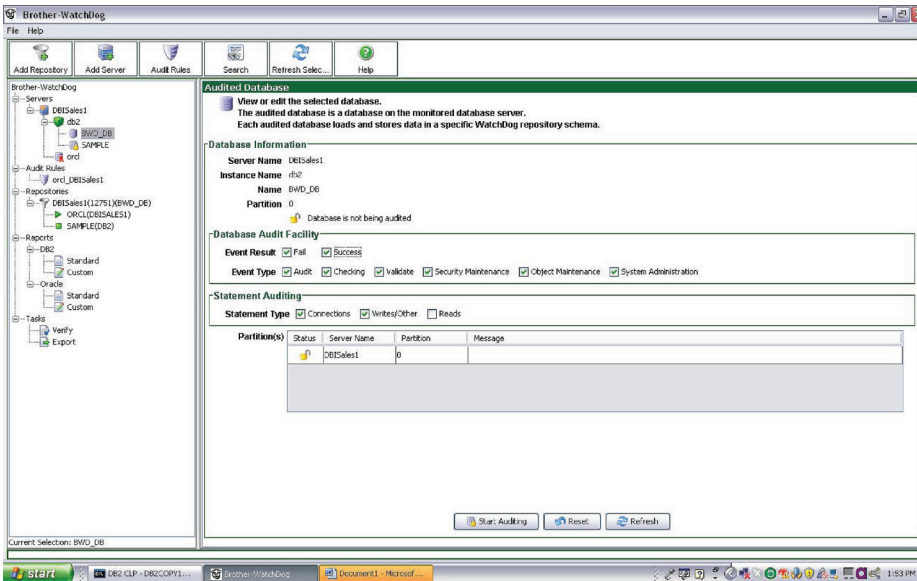 Brother-WatchDog
File Help
Add Repository Add Server Audit Rules Search Refresh Selec... Help
Brother-WatchDog
Servers
DBISales1
db2
BWD_DB
SAMPLE
orcl
Audit Rules
orcl_DBISales1
Repositories
DBISales1(12751)(BWD_DB)
ORCL(DBISALES1)
SAMPLE(DB2)
Reports
DB2
Standard
Custom
Oracle
Standard
Custom
Tasks
Verify
Export
Current Selection: BWD_DB
Audited Database
View or edit the selected database.
The audited database is a database on the monitored database server.
Each audited database loads and stores data in a specific WatchDog repository schema.
Database Information
Server Name DBISales1
Instance Name db2
Name BWD_DB
Partition 0
Database is not being audited
Database Audit Facility
Event Result Fail Success
Event Type Audit Checking Validate Security Maintenance Object Maintenance System Administration
Statement Auditing
Statement Type Connections Writes/Other Reads
Partition(s) Status Server Name Partition Message
DBISales1 0
Start Auditing Reset Refresh
start DB2 CLP - DB2COPY1... Brother-WatchDog Document1 - Microsof... 1:53 PM